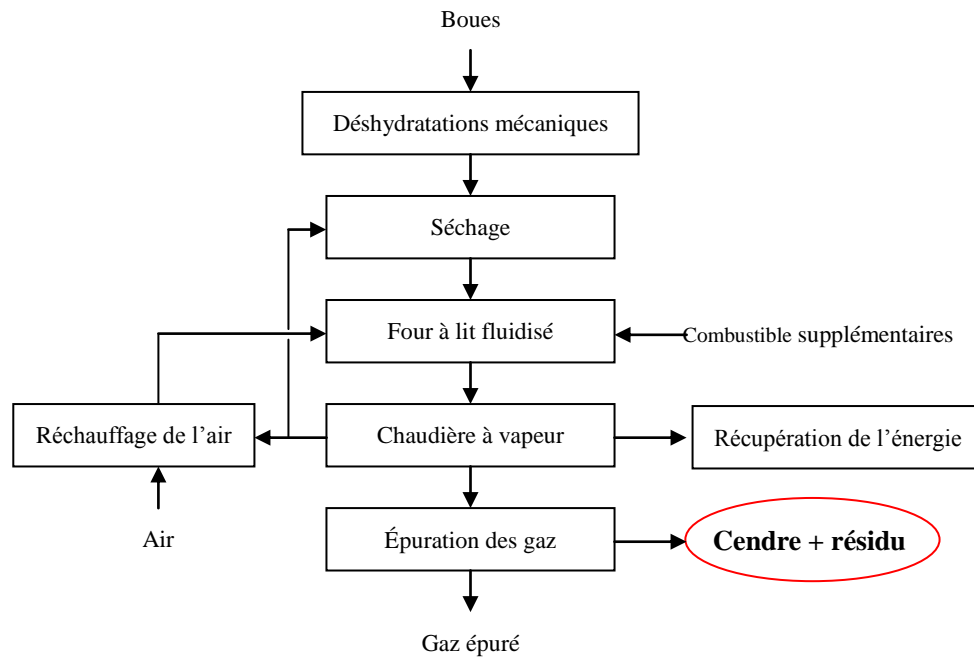 Boues
Déshydratations mécaniques
Séchage
Four à lit fluidisé
Combustible supplémentaires
Réchauffage de l’air
Chaudière à vapeur
Récupération de l’énergie
Air
Épuration des gaz
Cendre + résidu
Gaz épuré